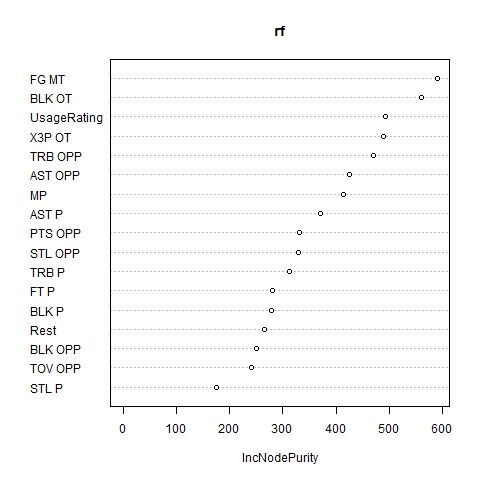 rf
FG MT
BLK OT
UsageRating
X3P OT
TRB OPP
AST OPP
MP
AST P
PTS OPP
STL OPP
TRB P
FT P
BLK P
Rest
BLK OPP
TOV OPP
STL P
0 100 200 300 400 500 600
IncNodePurity